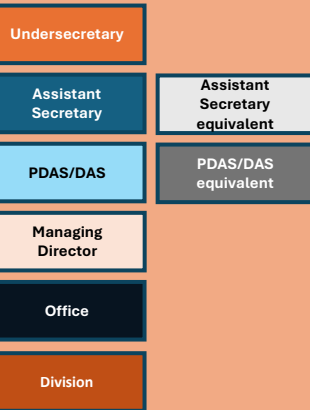 Undersecretary
Assistant
Secretary
Assistant
Secretary
equivalent
PDAS/DAS
PDAS/DAS
equivalent
Managing
Director
Office
Division